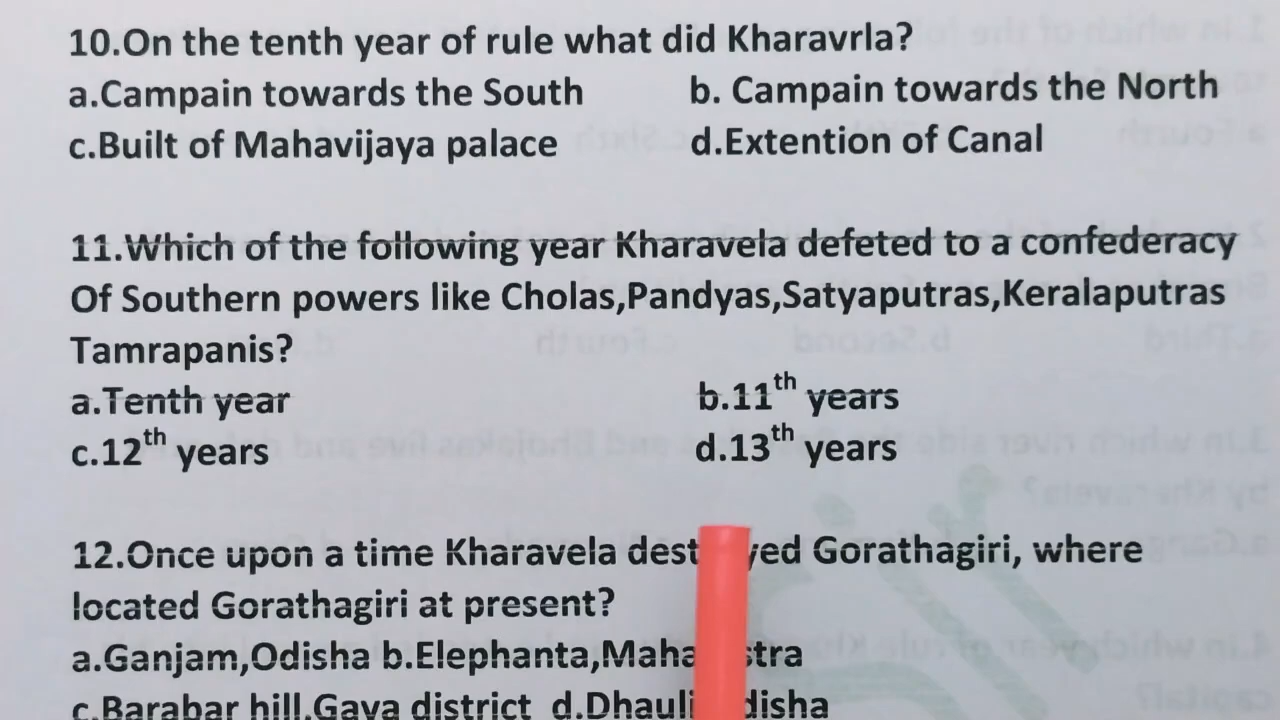 10.On the tenth year of rule what did Kharavrla?
a.Campain towards the South b. Campain towards the North
c.Built of Mahavijaya palace d.Extention of Canal
11.Which of the following year Kharavela defeted to a confederacy
Of Southern powers like Cholas,Pandyas,Satyaputras,Keralaputras
Tamrapanis?
a.Tenth year b.11th years
c.12th years d.13th years
12.Once upon a time Kharavela dest yed Gorathagiri, where
located Gorathagiri at present?
a.Ganjam,Odisha b.Elephanta,Maha stra
c.Barabar hill,Gaya district d.Dhauli disha